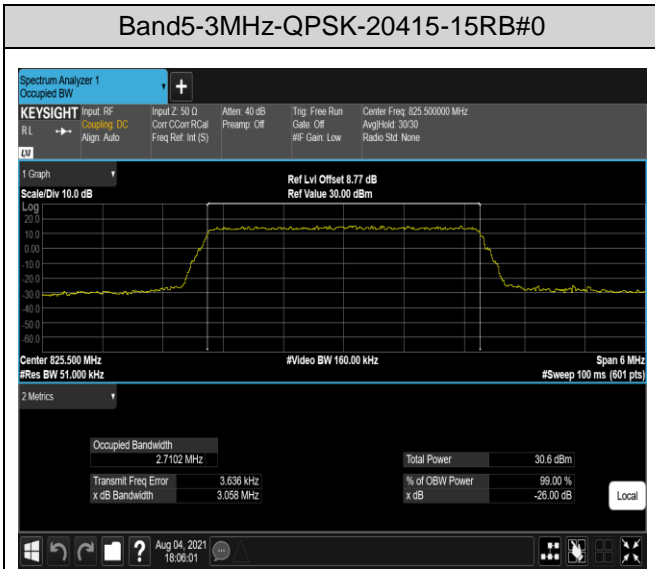 Band5-3MHz-QPSK-20415-15RB#0
Spectrum Analyzer 1
Occupied BW
+
KEYSIGHT Input: RF Input Z: 50 Ω Atten: 40 dB Trig: Free Run Center Freq: 825.500000 MHz
RL Coupling: DC Corr CCorr RCal Preamp: Off Gate: Off Avg|Hold: 30/30
Align: Auto Freq Ref: Int (S) #IF Gain: Low Radio Std: None
LXI
1 Graph
Ref Lvl Offset 8.77 dB
Scale/Div 10.0 dB Ref Value 30.00 dBm
Log
20.0
10.0
0.00
-10.0
-20.0
-30.0
-40.0
-50.0
-60.0
Center 825.500 MHz #Video BW 160.00 kHz Span 6 MHz
#Res BW 51.000 kHz #Sweep 100 ms (601 pts)
2 Metrics
Occupied Bandwidth
2.7102 MHz Total Power 30.6 dBm
Transmit Freq Error 3.636 kHz % of OBW Power 99.00 %
x dB Bandwidth 3.058 MHz x dB -26.00 dB
Local
? Aug 04, 2021
18:06:01